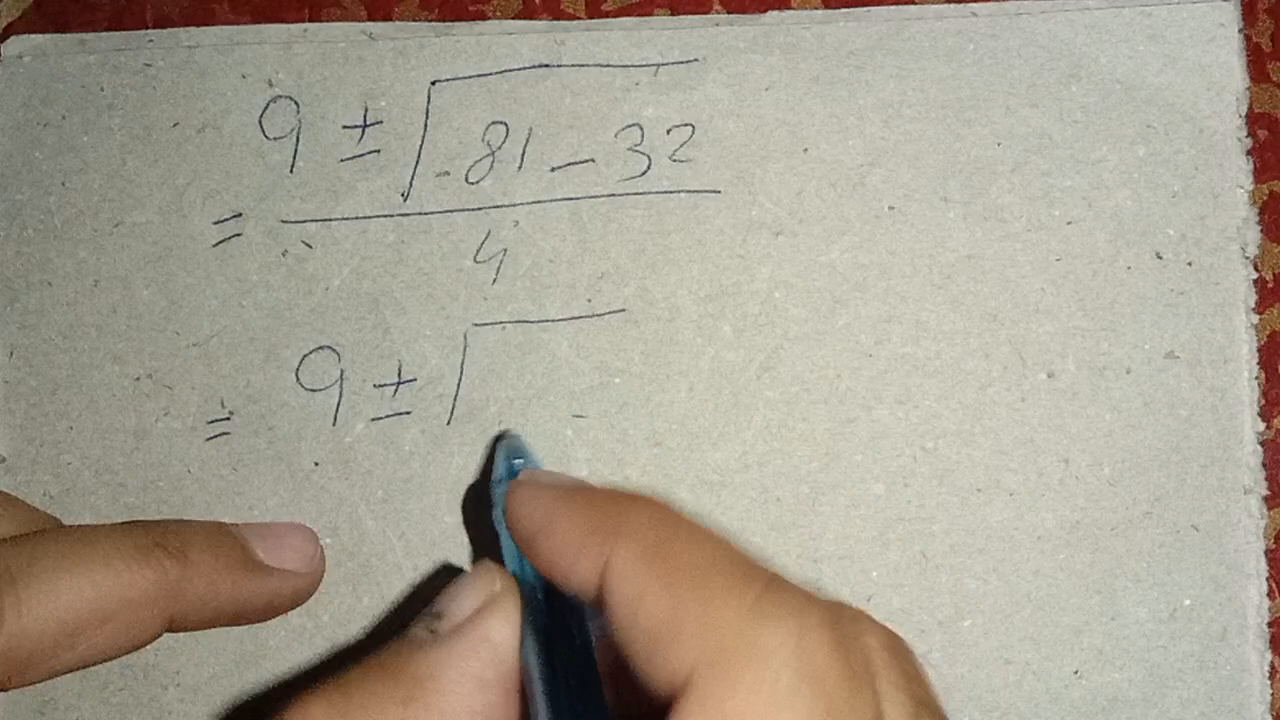 = 9 ± √81 - 32
4
= 9 ± √